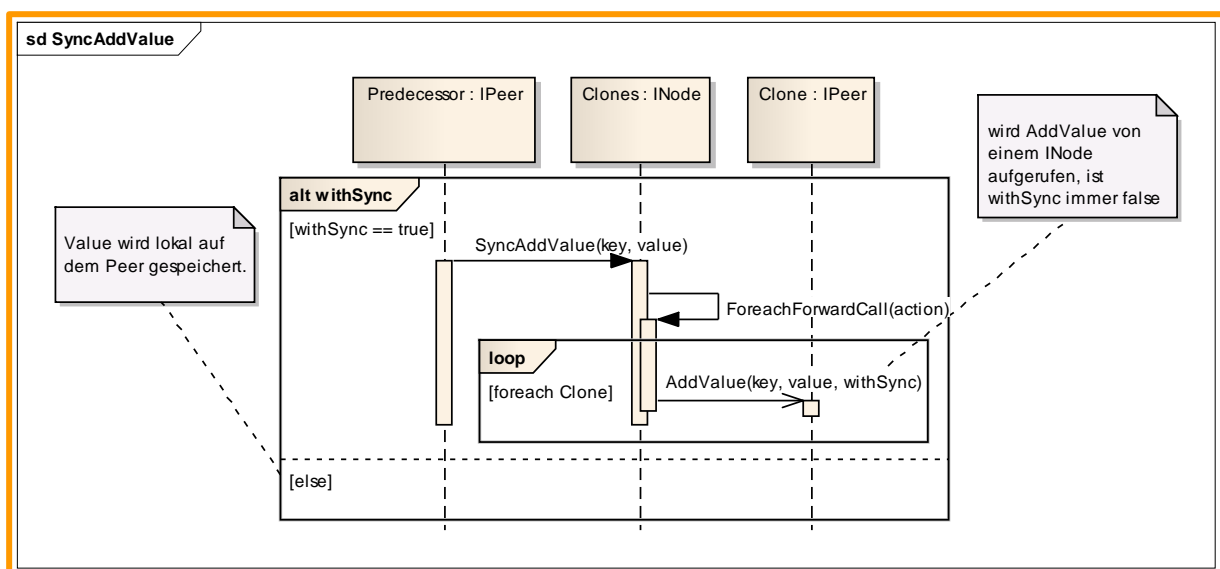 sd SyncAddValue
Predecessor : IPeer
Clones : INode
Clone : IPeer
wird AddValue von
einem INode
aufgerufen, ist
withSync immer false
alt withSync
[withSync == true]
Value wird lokal auf
dem Peer gespeichert.
SyncAddValue(key, value)
ForeachForwardCall(action)
loop
[foreach Clone]
AddValue(key, value, withSync)
[else]